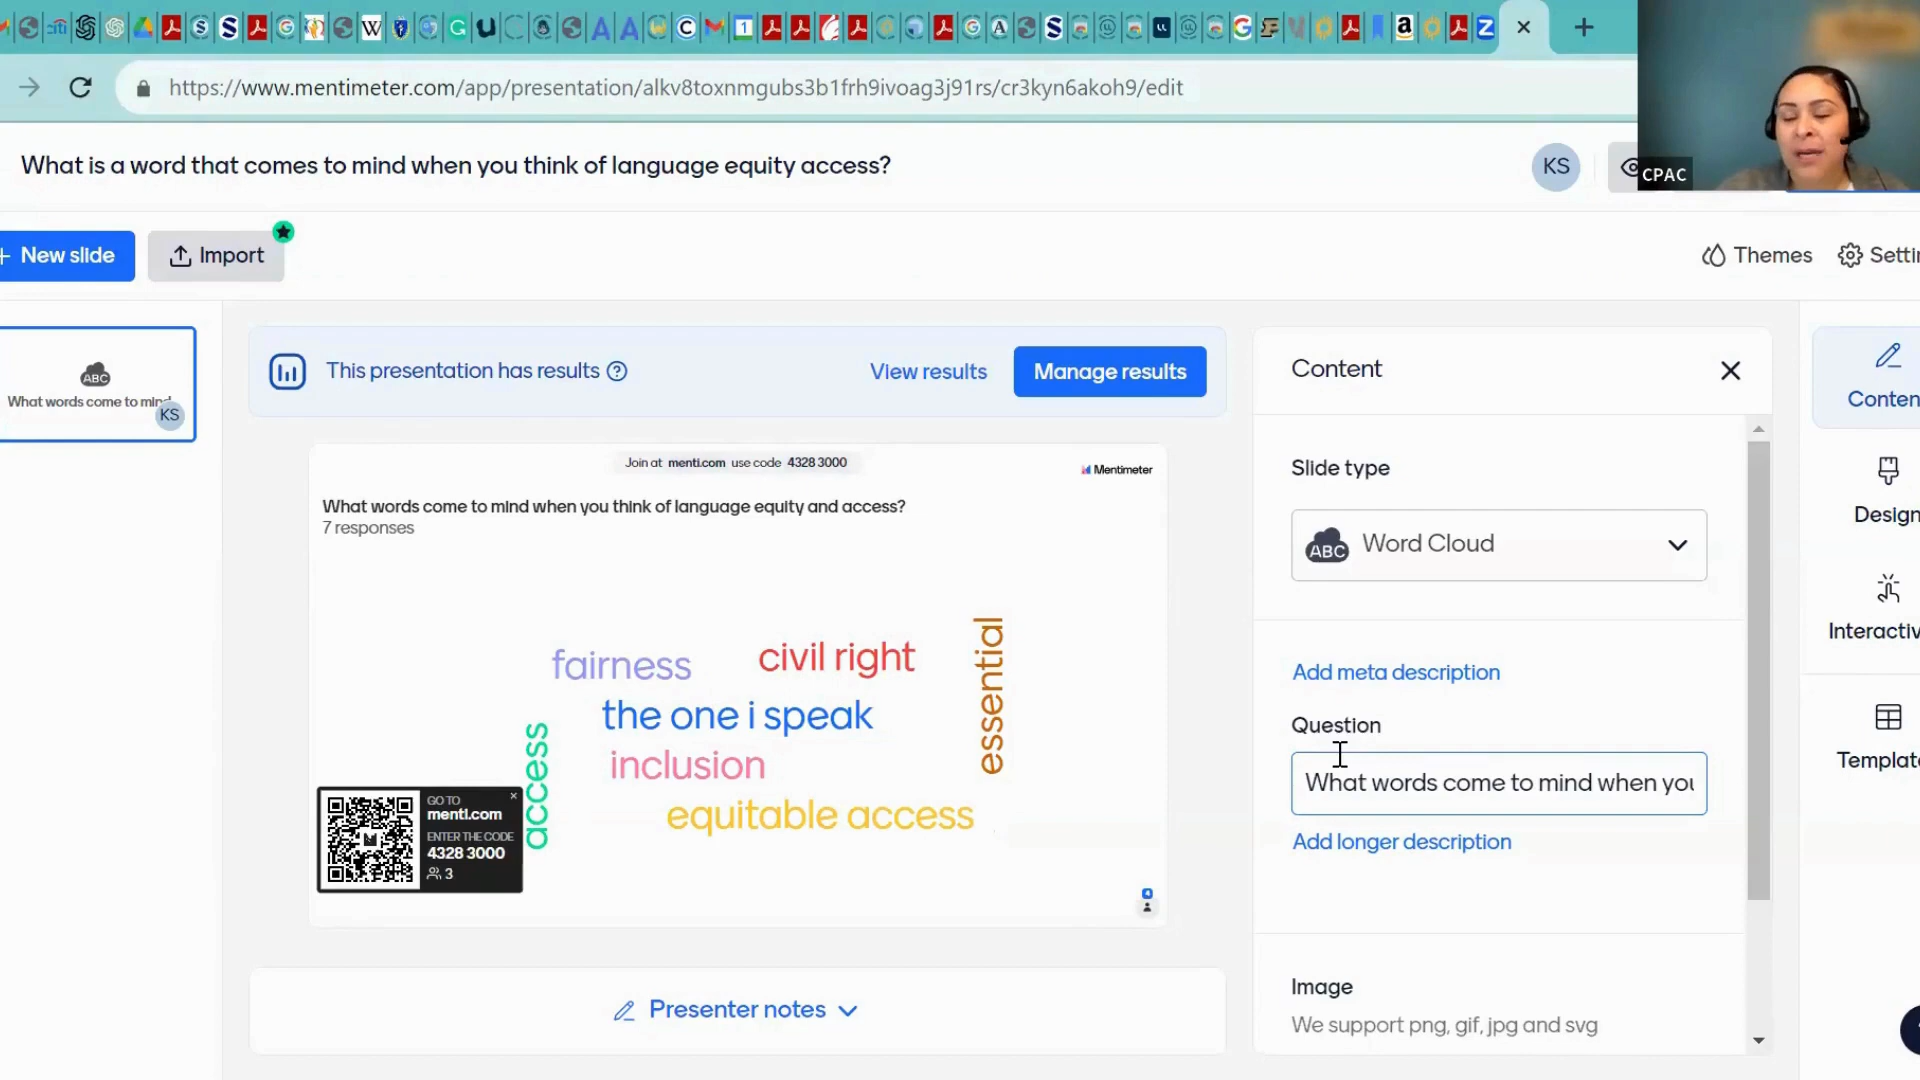 https://www.mentimeter.com/app/presentation/alkv8toxnmgubs3b1frh9ivoag3j91rs/cr3kyn6akoh9/edit
What is a word that comes to mind when you think of language equity access?
KS
CPAC
+ New slide
Import
Themes
Settin
This presentation has results
View results
Manage results
Content
Conten
ABC
What words come to mind
KS
Join at menti.com use code 4328 3000
Mentimeter
What words come to mind when you think of language equity and access?
7 responses
Slide type
ABC Word Cloud
Design
Interactiv
fairness
civil right
essential
the one i speak
access
inclusion
equitable access
Add meta description
Question
What words come to mind when you
Add longer description
Template
GO TO
menti.com
ENTER THE CODE
4328 3000
3
Presenter notes
Image
We support png, gif, jpg and svg